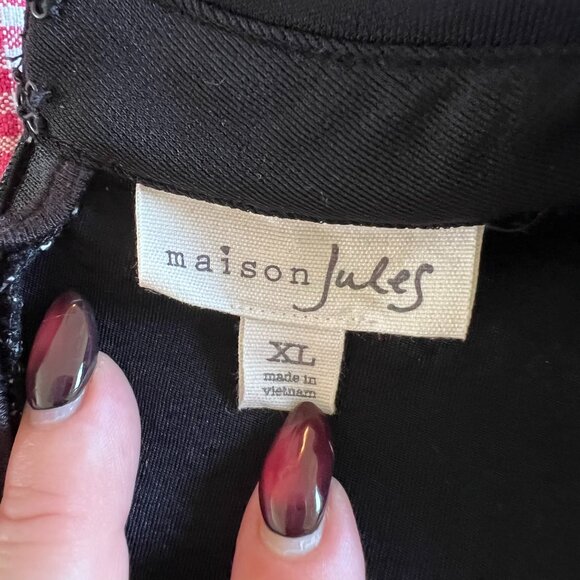 maison Jules
XL
made in
vietnam